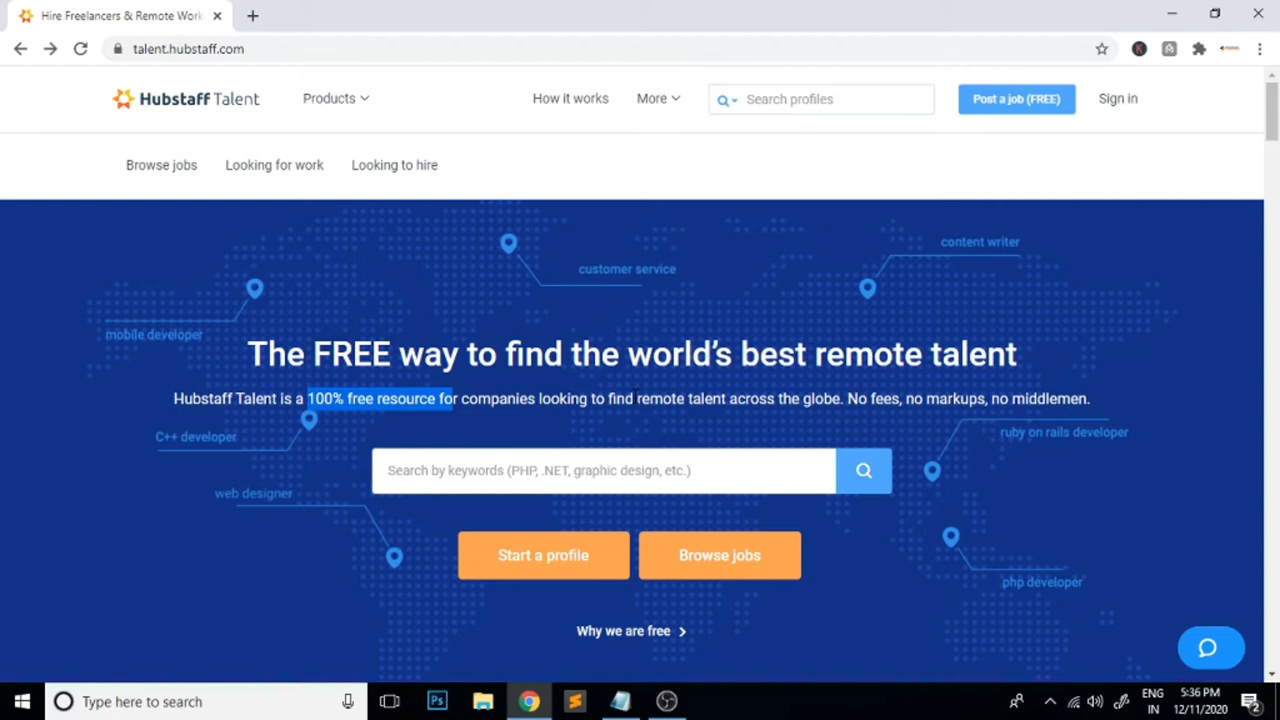 Hire Freelancers & Remote Work
talent.hubstaff.com
Hubstaff Talent
Products
How it works
More
Search profiles
Post a job (FREE)
Sign in
Browse jobs
Looking for work
Looking to hire
content writer
customer service
mobile developer
The FREE way to find the world's best remote talent
Hubstaff Talent is a 100% free resource for companies looking to find remote talent across the globe. No fees, no markups, no middlemen.
C++ developer
ruby on rails developer
Search by keywords (PHP, .NET, graphic design, etc.)
web designer
Start a profile
Browse jobs
php developer
Why we are free
Type here to search
Ps
ENG
IN
5:36 PM
12/11/2020
2